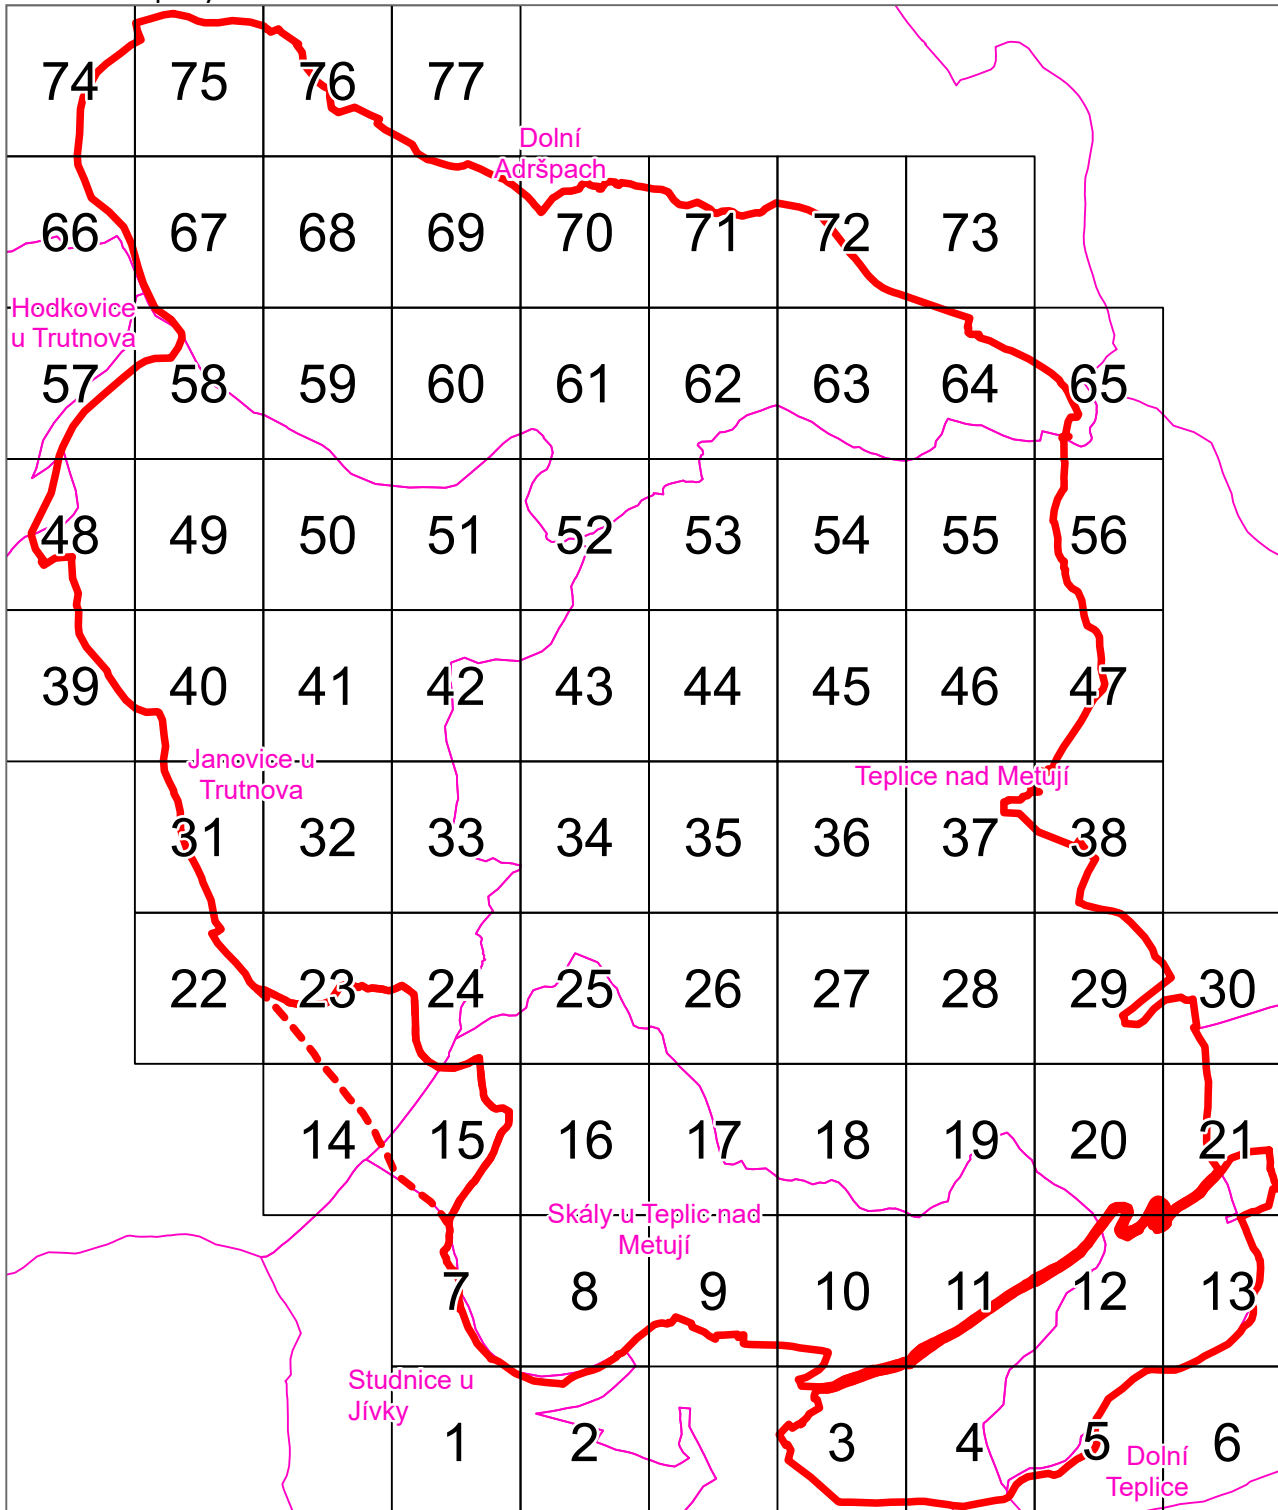 74 75 76 77
Dolní
Adršpach
66 67 68 69 70 71 72 73
Hodkovice
u Trutnova
57 58 59 60 61 62 63 64 65
48 49 50 51 52 53 54 55 56
39 40 41 42 43 44 45 46 47
Janovice u
Trutnova
Teplice nad Metují
31 32 33 34 35 36 37 38
22 23 24 25 26 27 28 29 30
14 15 16 17 18 19 20 21
Skály u Teplic nad
Metují
7 8 9 10 11 12 13
Studnice u
Jívky
1 2 3 4 5 6
Dolní
Teplice